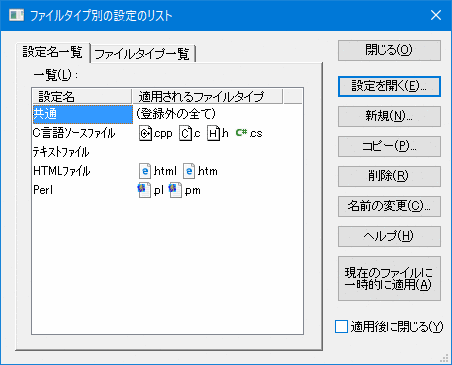 ファイルタイプ別の設定のリスト
設定名一覧 ファイルタイプ一覧
一覧(L):
設定名 適用されるファイルタイプ
共通 (登録外の全て)
C言語ソースファイル .cpp .c .h .cs
テキストファイル
HTMLファイル .html .htm
Perl .pl .pm
閉じる(O)
設定を開く(E)...
新規(N)...
コピー(P)...
削除(R)
名前の変更(C)...
ヘルプ(H)
現在のファイルに
一時的に適用(A)
適用後に閉じる(Y)